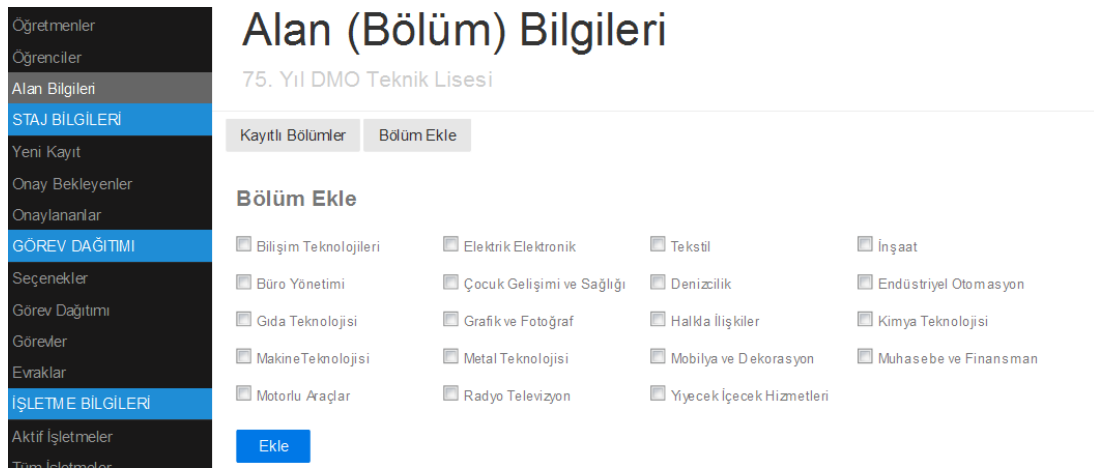 Öğretmenler
Öğrenciler
Alan Bilgileri
STAJ BİLGİLERİ
Yeni Kayıt
Onay Bekleyenler
Onaylananlar
GÖREV DAĞITIMI
Seçenekler
Görev Dağıtımı
Görevler
Evraklar
İŞLETME BİLGİLERİ
Aktif İşletmeler
Tüm İşletmeler
Alan (Bölüm) Bilgileri
75. Yıl DMO Teknik Lisesi
Kayıtlı Bölümler Bölüm Ekle
Bölüm Ekle
Bilişim Teknolojileri Elektrik Elektronik Tekstil İnşaat
Büro Yönetimi Çocuk Gelişimi ve Sağlığı Denizcilik Endüstriyel Otomasyon
Gıda Teknolojisi Grafik ve Fotoğraf Halkla İlişkiler Kimya Teknolojisi
MakineTeknolojisi Metal Teknolojisi Mobilya ve Dekorasyon Muhasebe ve Finansman
Motorlu Araçlar Radyo Televizyon Yiyecek İçecek Hizmetleri
Ekle